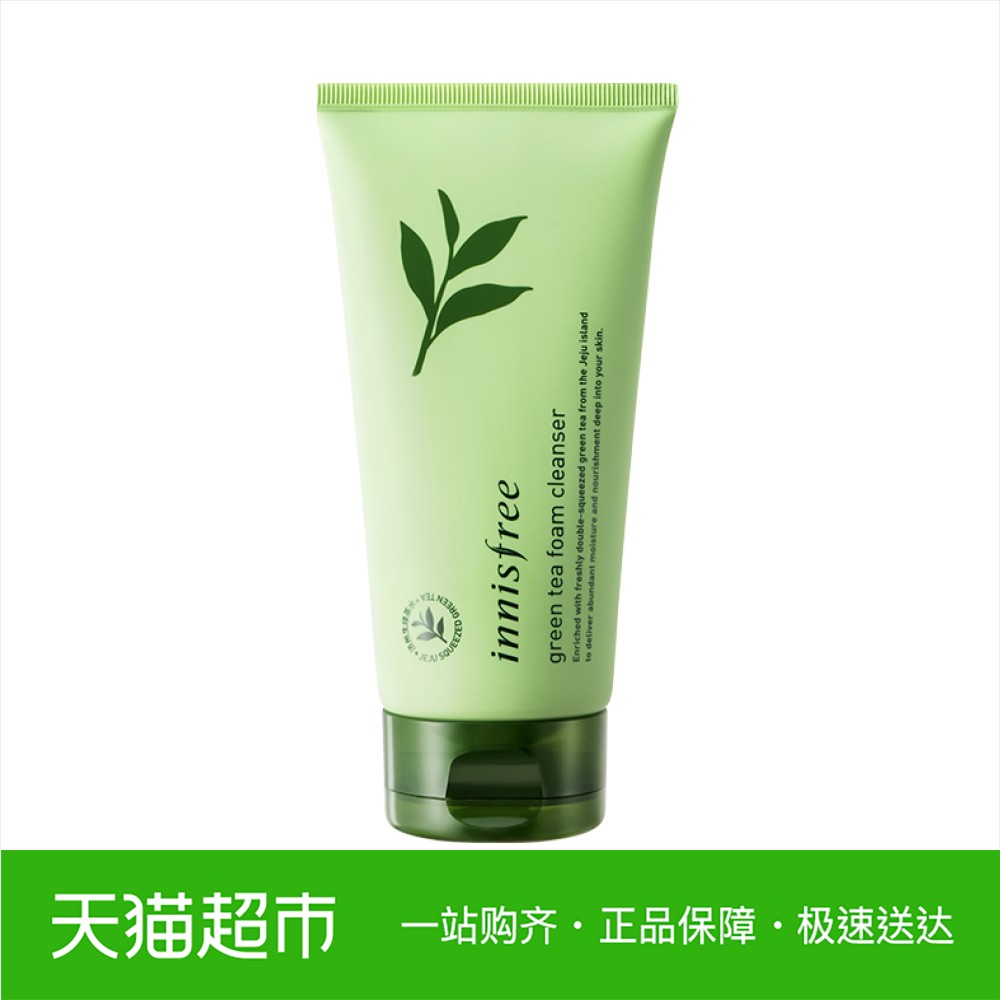 innisfree
green tea foam cleanser
Enriched with freshly double-squeezed green tea from the Jeju island
to deliver abundant moisture and nourishment deep into your skin.
JEJU SQUEEZED GREEN TEA
天猫超市
一站购齐·正品保障·极速送达